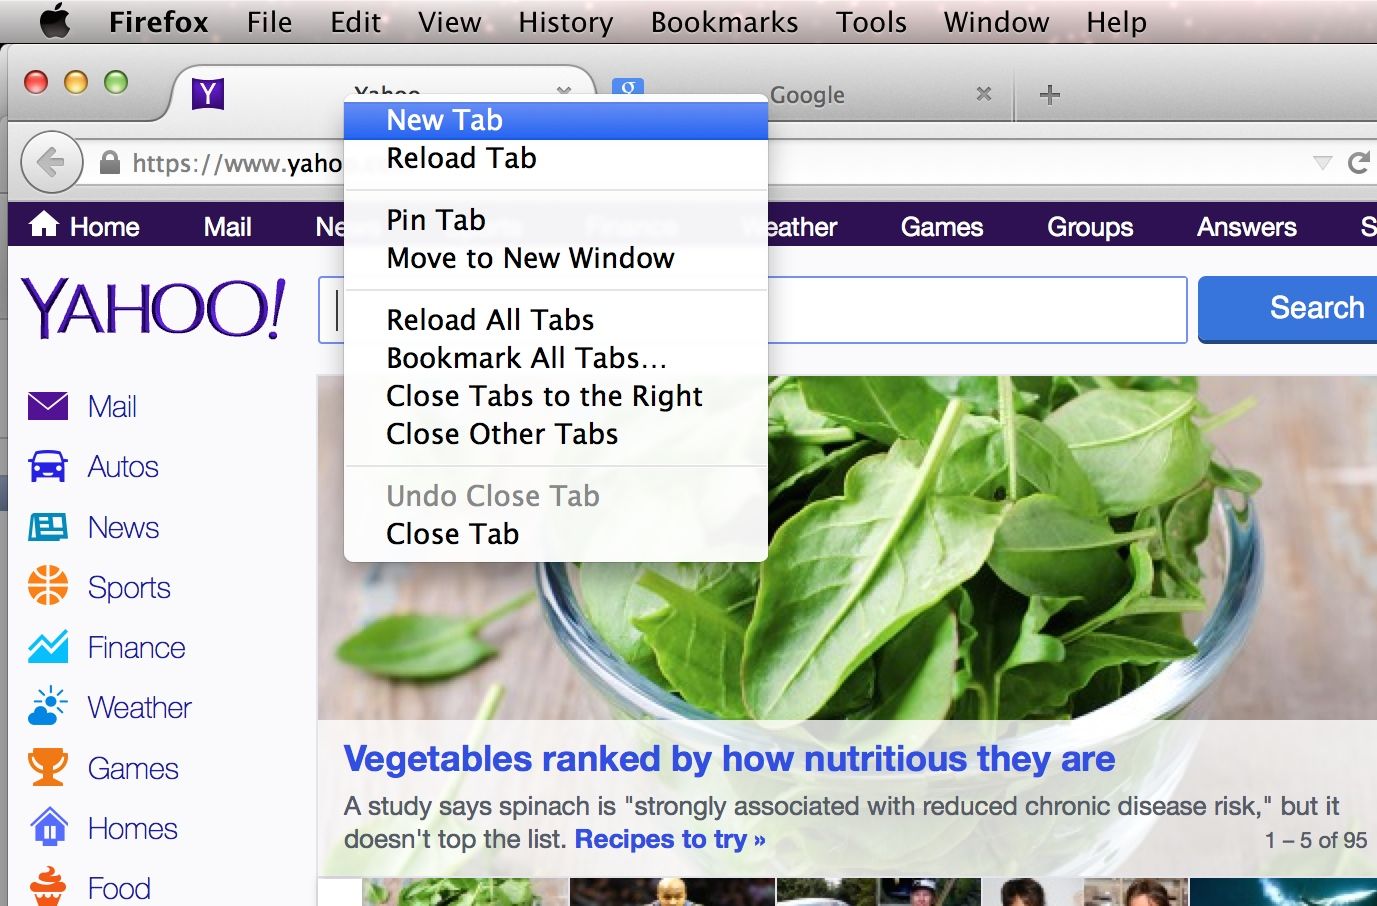 Firefox File Edit View History Bookmarks Tools Window Help
Y Yahoo g Google
https://www.yahoo
New Tab
Reload Tab
Pin Tab
Move to New Window
Reload All Tabs
Bookmark All Tabs...
Close Tabs to the Right
Close Other Tabs
Undo Close Tab
Close Tab
Home Mail Finance Weather Games Groups Answers S
YAHOO!
Search
Mail
Autos
News
Sports
Finance
Weather
Games
Homes
Food
Vegetables ranked by how nutritious they are
A study says spinach is "strongly associated with reduced chronic disease risk," but it
doesn't top the list. Recipes to try »
1 – 5 of 95